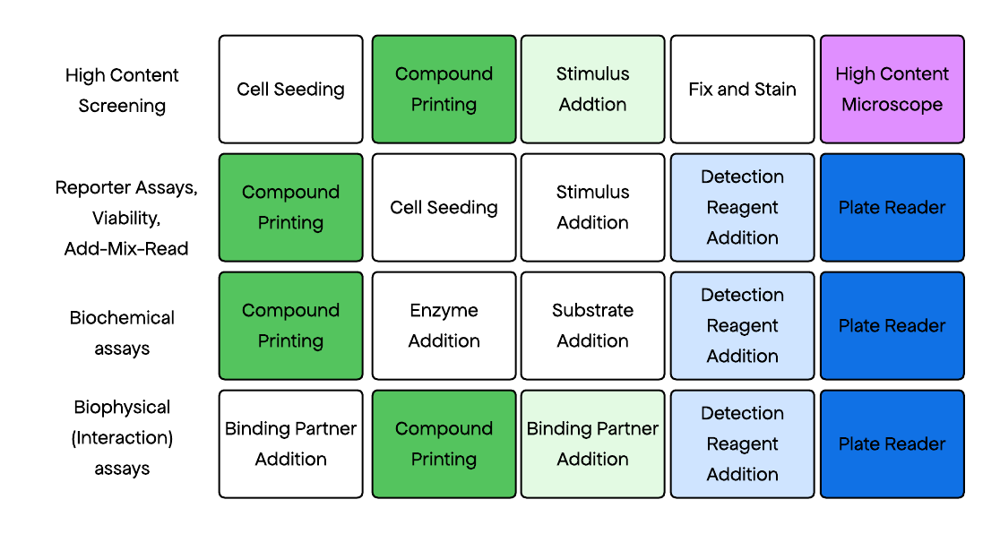 High Content
Screening
Cell Seeding
Compound
Printing
Stimulus
Addtion
Fix and Stain
High Content
Microscope
Reporter Assays,
Viability,
Add-Mix-Read
Compound
Printing
Cell Seeding
Stimulus
Addition
Detection
Reagent
Addition
Plate Reader
Biochemical
assays
Compound
Printing
Enzyme
Addition
Substrate
Addition
Detection
Reagent
Addition
Plate Reader
Biophysical
(Interaction)
assays
Binding Partner
Addition
Compound
Printing
Binding Partner
Addition
Detection
Reagent
Addition
Plate Reader